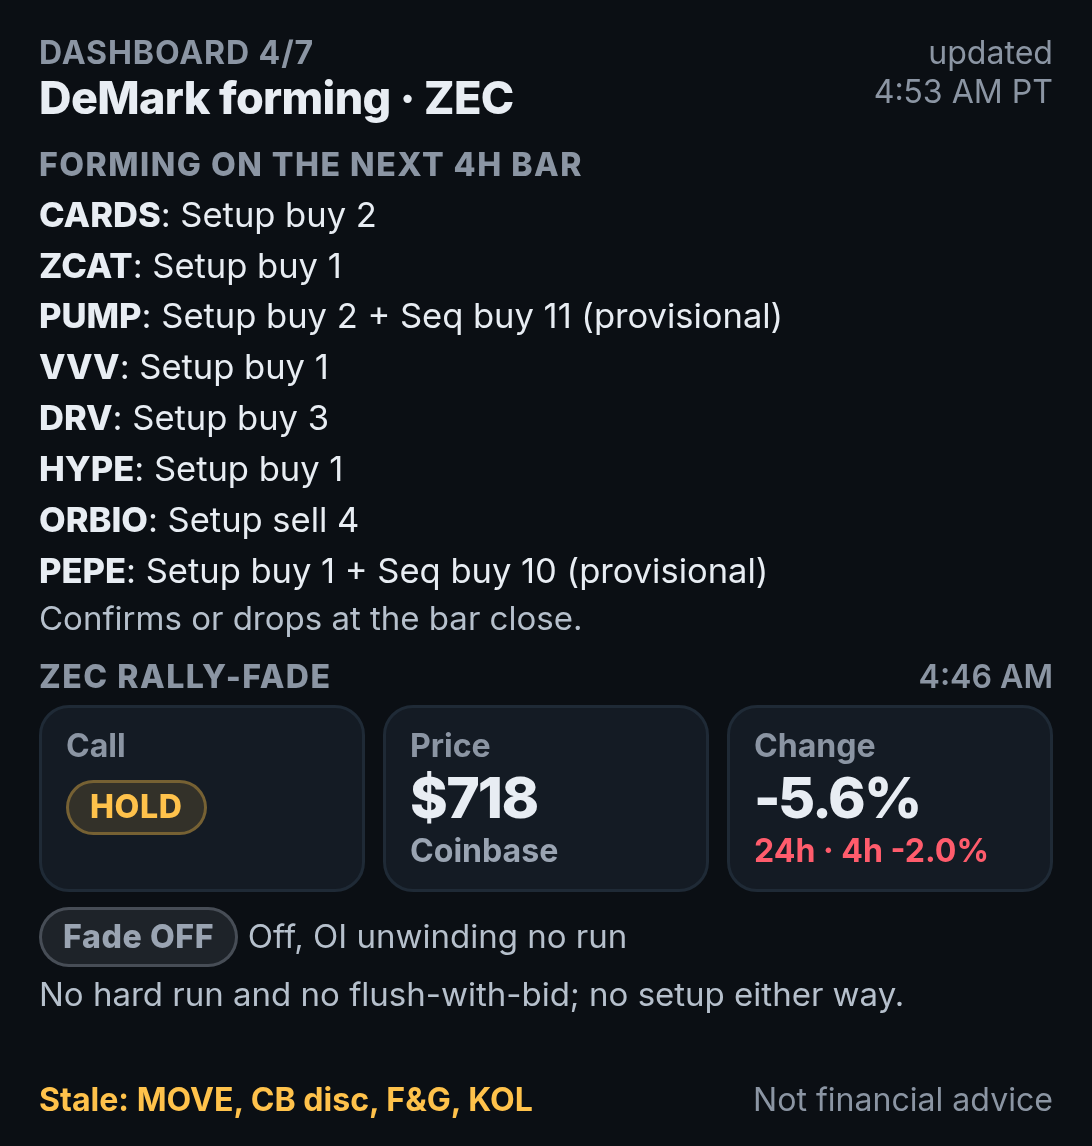 DASHBOARD 4/7
updated
DeMark forming · ZEC
4:53 AM PT
FORMING ON THE NEXT 4H BAR
CARDS: Setup buy 2
ZCAT: Setup buy 1
PUMP: Setup buy 2 + Seq buy 11 (provisional)
VVV: Setup buy 1
DRV: Setup buy 3
HYPE: Setup buy 1
ORBIO: Setup sell 4
PEPE: Setup buy 1 + Seq buy 10 (provisional)
Confirms or drops at the bar close.
ZEC RALLY-FADE
4:46 AM
Call
HOLD
Price
$718
Coinbase
Change
-5.6%
24h · 4h -2.0%
Fade OFF Off, OI unwinding no run
No hard run and no flush-with-bid; no setup either way.
Stale: MOVE, CB disc, F&G, KOL
Not financial advice